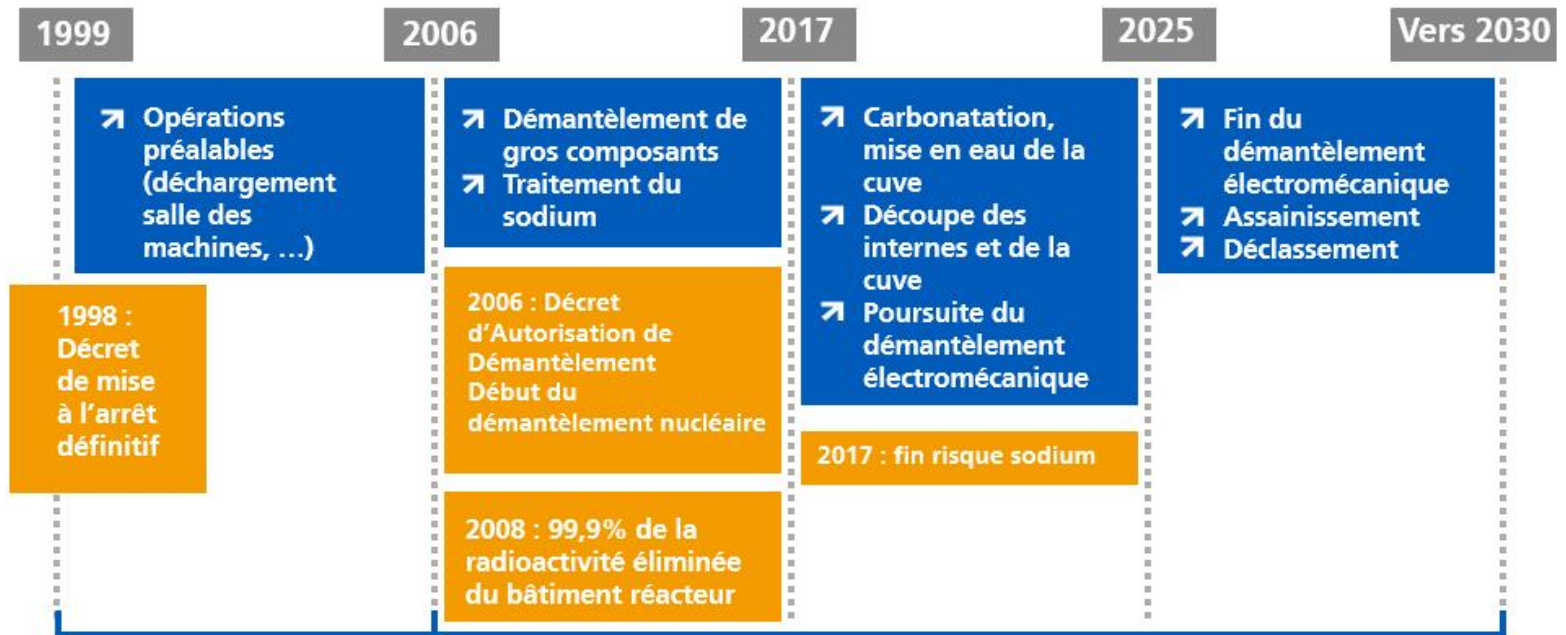 1999
2006
2017
2025
Vers 2030
↗ Opérations
préalables
(déchargement
salle des
machines, ...)
1998 :
Décret
de mise
à l'arrêt
définitif
↗ Démantèlement de
gros composants
↗ Traitement du
sodium
2006 : Décret
d'Autorisation de
Démantèlement
Début du
démantèlement nucléaire
2008 : 99,9% de la
radioactivité éliminée
du bâtiment réacteur
↗ Carbonatation,
mise en eau de la
cuve
↗ Découpe des
internes et de la
cuve
↗ Poursuite du
démantèlement
électromécanique
2017 : fin risque sodium
↗ Fin du
démantèlement
électromécanique
↗ Assainissement
↗ Déclassement